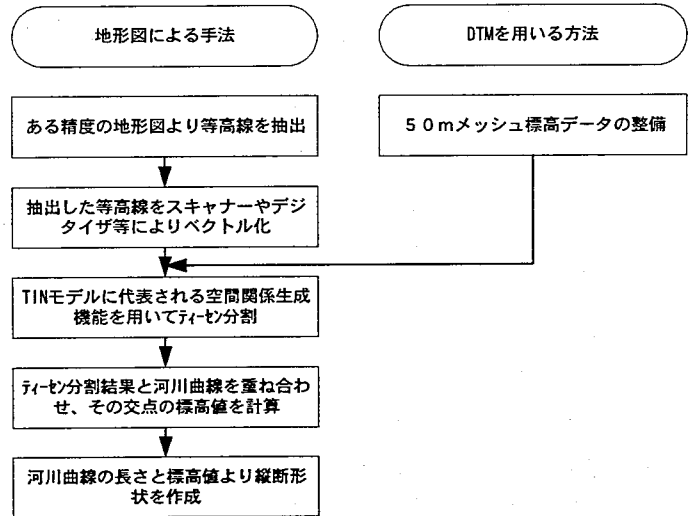 地形図による手法
DTMを用いる方法
ある精度の地形図より等高線を抽出
５０ｍメッシュ標高データの整備
抽出した等高線をスキャナーやデジ
タイザ等によりベクトル化
TINモデルに代表される空間関係生成
機能を用いてﾃｨｰｾﾝ分割
ﾃｨｰｾﾝ分割結果と河川曲線を重ね合わ
せ、その交点の標高値を計算
河川曲線の長さと標高値より縦断形
状を作成